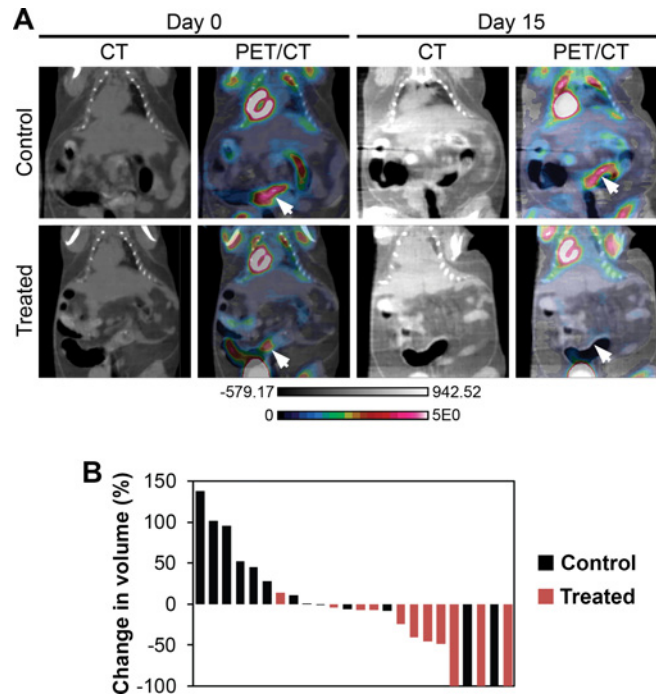 A
Day 0
Day 15
CT
PET/CT
CT
PET/CT
Control
Treated
-579.17
942.52
0
5E0
B
Change in volume (%)
150
100
50
0
-50
-100
Control
Treated